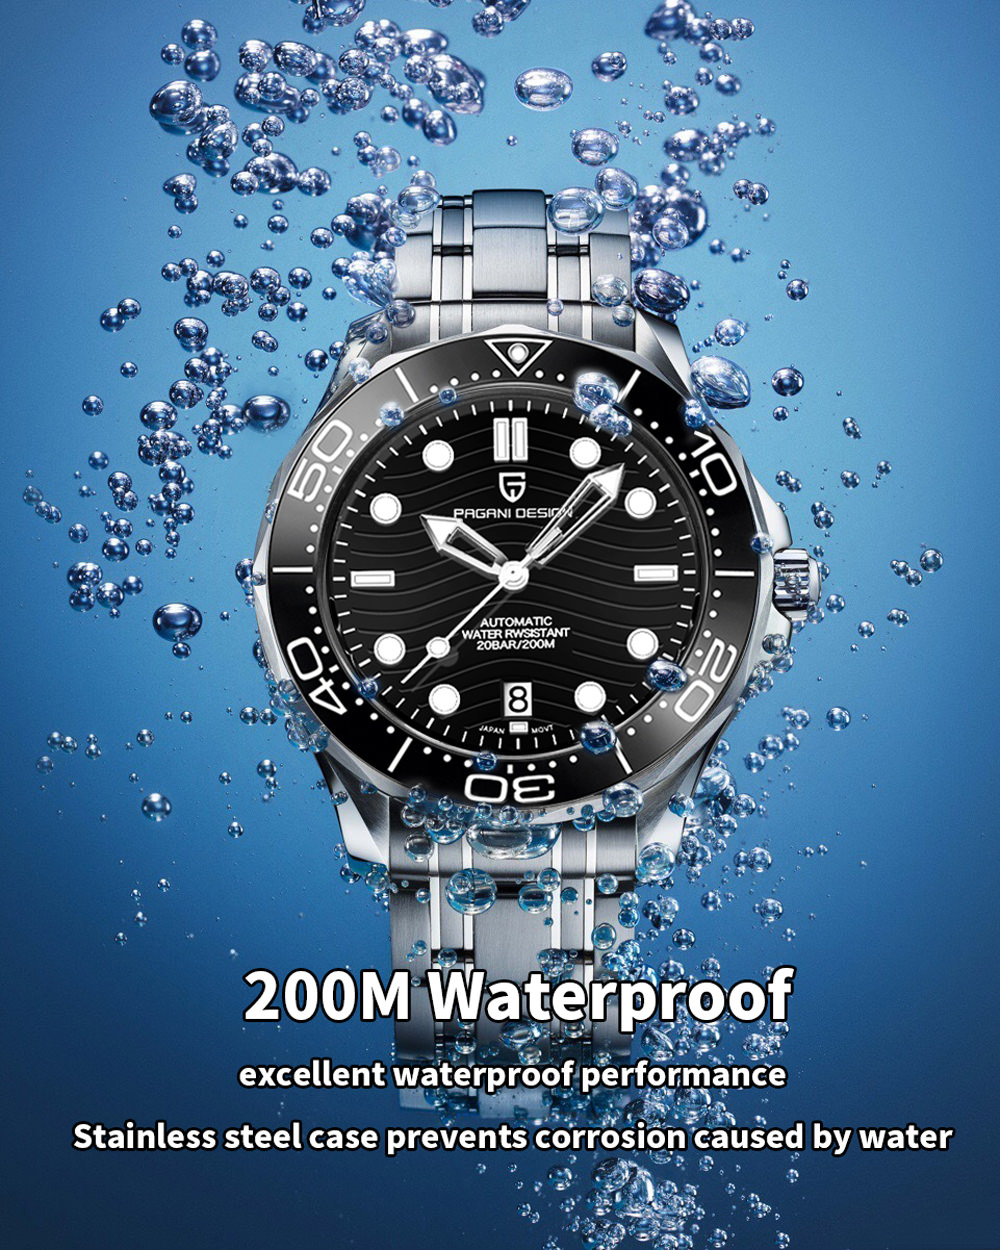 50
10
PAGANI DESIGN
AUTOMATIC
WATER RWSISTANT
20BAR/200M
40
20
8
JAPAN MOVT
30
200M Waterproof
excellent waterproof performance
Stainless steel case prevents corrosion caused by water